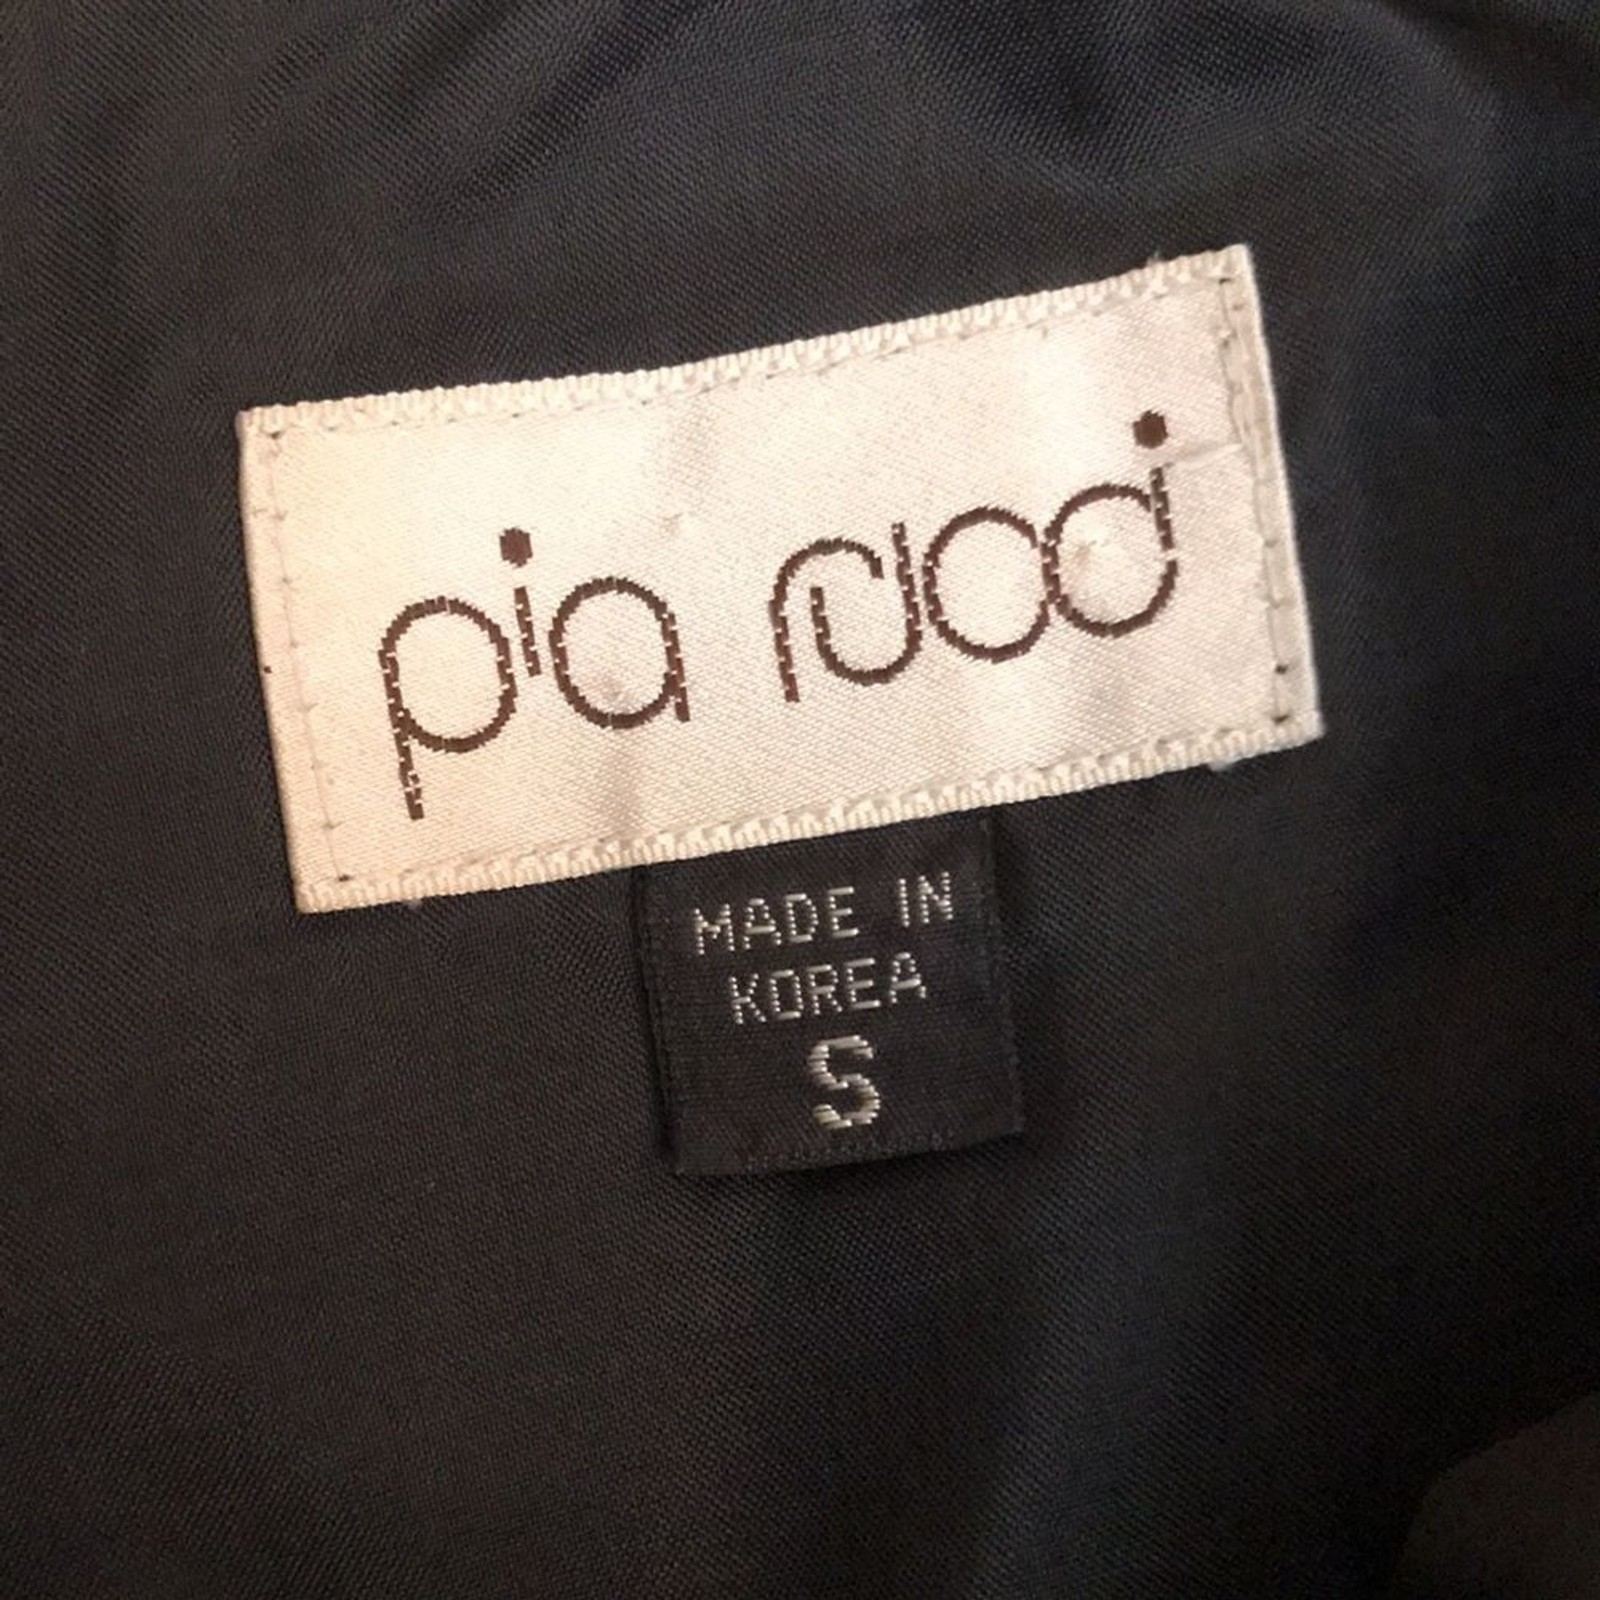 pia rucci
MADE IN
KOREA
S